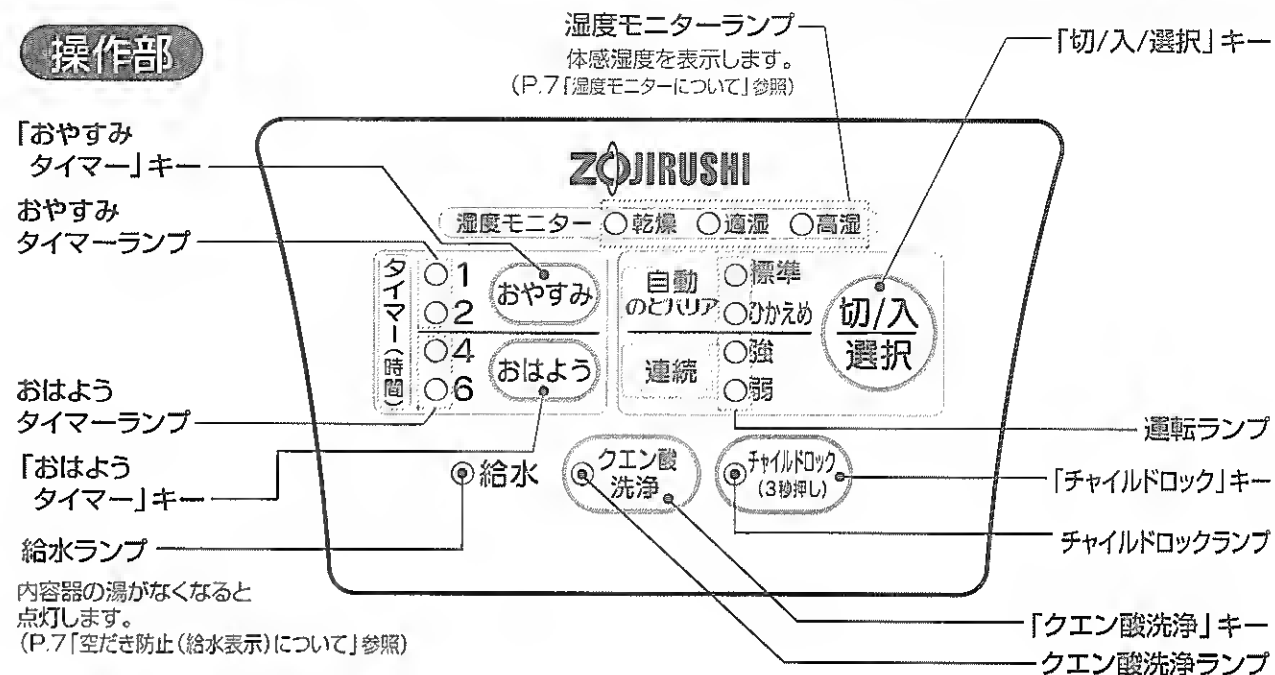 操作部
湿度モニターランプ
体感湿度を表示します。
(P.7「湿度モニターについて」参照)
「切/入/選択」キー
「おやすみ
タイマー」キー
おやすみ
タイマーランプ
おはよう
タイマーランプ
「おはよう
タイマー」キー
給水ランプ
内容器の湯がなくなると
点灯します。
(P.7「空だき防止(給水表示)について」参照)
ZOJIRUSHI
湿度モニター 乾燥 適湿 高湿
タイマー(時間)
1
2
おやすみ
4
6
おはよう
自動
のどバリア
標準
ひかえめ
連続
強
弱
切/入
選択
給水
クエン酸
洗浄
チャイルドロック
(3秒押し)
運転ランプ
「チャイルドロック」キー
チャイルドロックランプ
「クエン酸洗浄」キー
クエン酸洗浄ランプ